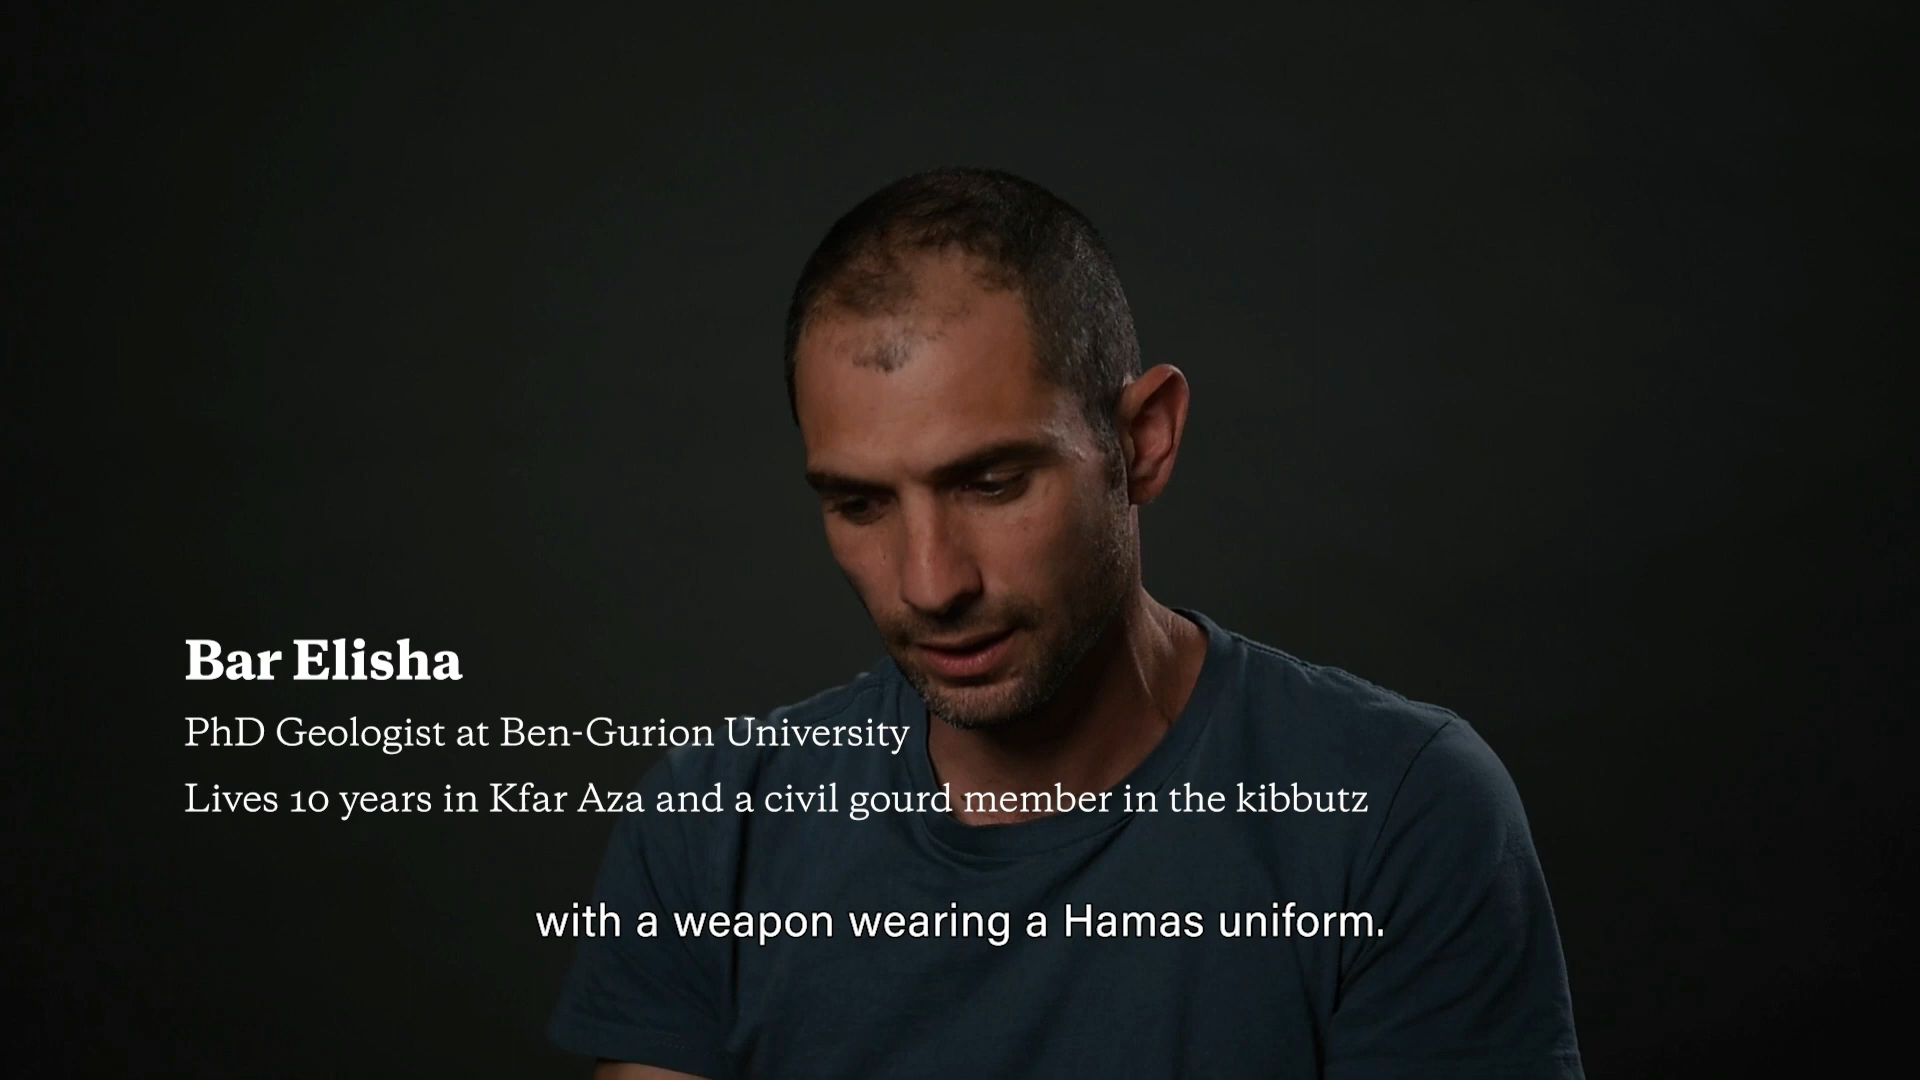 Bar Elisha
PhD Geologist at Ben-Gurion University
Lives 10 years in Kfar Aza and a civil gourd member in the kibbutz
with a weapon wearing a Hamas uniform.